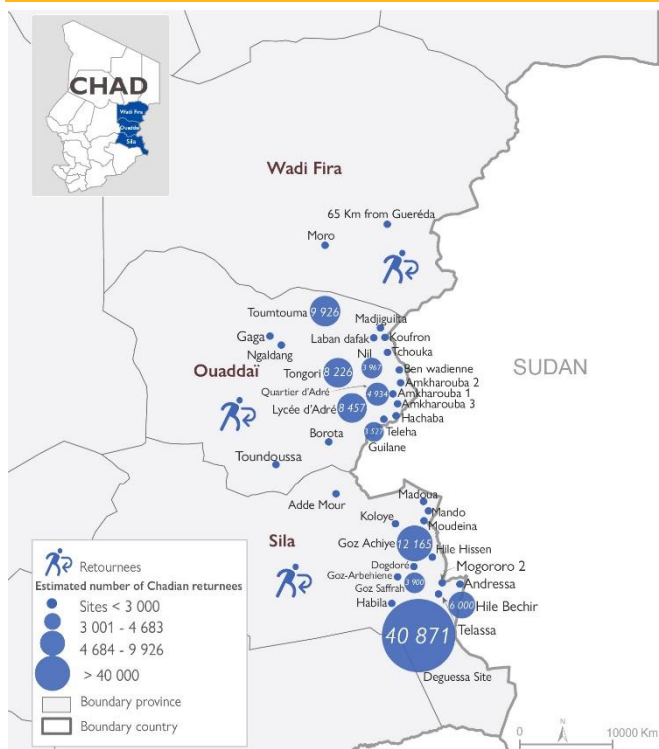 CHAD
Wadi Fira
Ouaddaï
Sila
Wadi Fira
65 Km from Gueréda
Moro
Toumtouma
9 926
Madjiguilta
Gaga
Laban dafak
Koufron
Ngaldang
Nil
Tchouka
3 967
Ouaddaï
Tongori
8 226
Ben wadienne
SUDAN
Amkharouba 2
Quartier d'Adré
4 934
Amkharouba 1
Lycée d'Adré
8 457
Amkharouba 3
Hachaba
Borota
3 527
Teleha
Guilane
Toundoussa
Adde Mour
Madoua
Mando
Koloye
Moudeina
Sila
Goz Achiye
12 165
Hile Hissen
Dogdoré
Mogororo 2
Goz-Arbehiene
3 900
Andressa
Goz Saffrah
Habila
6 000
Hile Bechir
40 871
Telassa
Deguessa Site
Retournees
Estimated number of Chadian returnees
Sites < 3 000
3 001 - 4 683
4 684 - 9 926
> 40 000
Boundary province
Boundary country
0
N
10000 Km